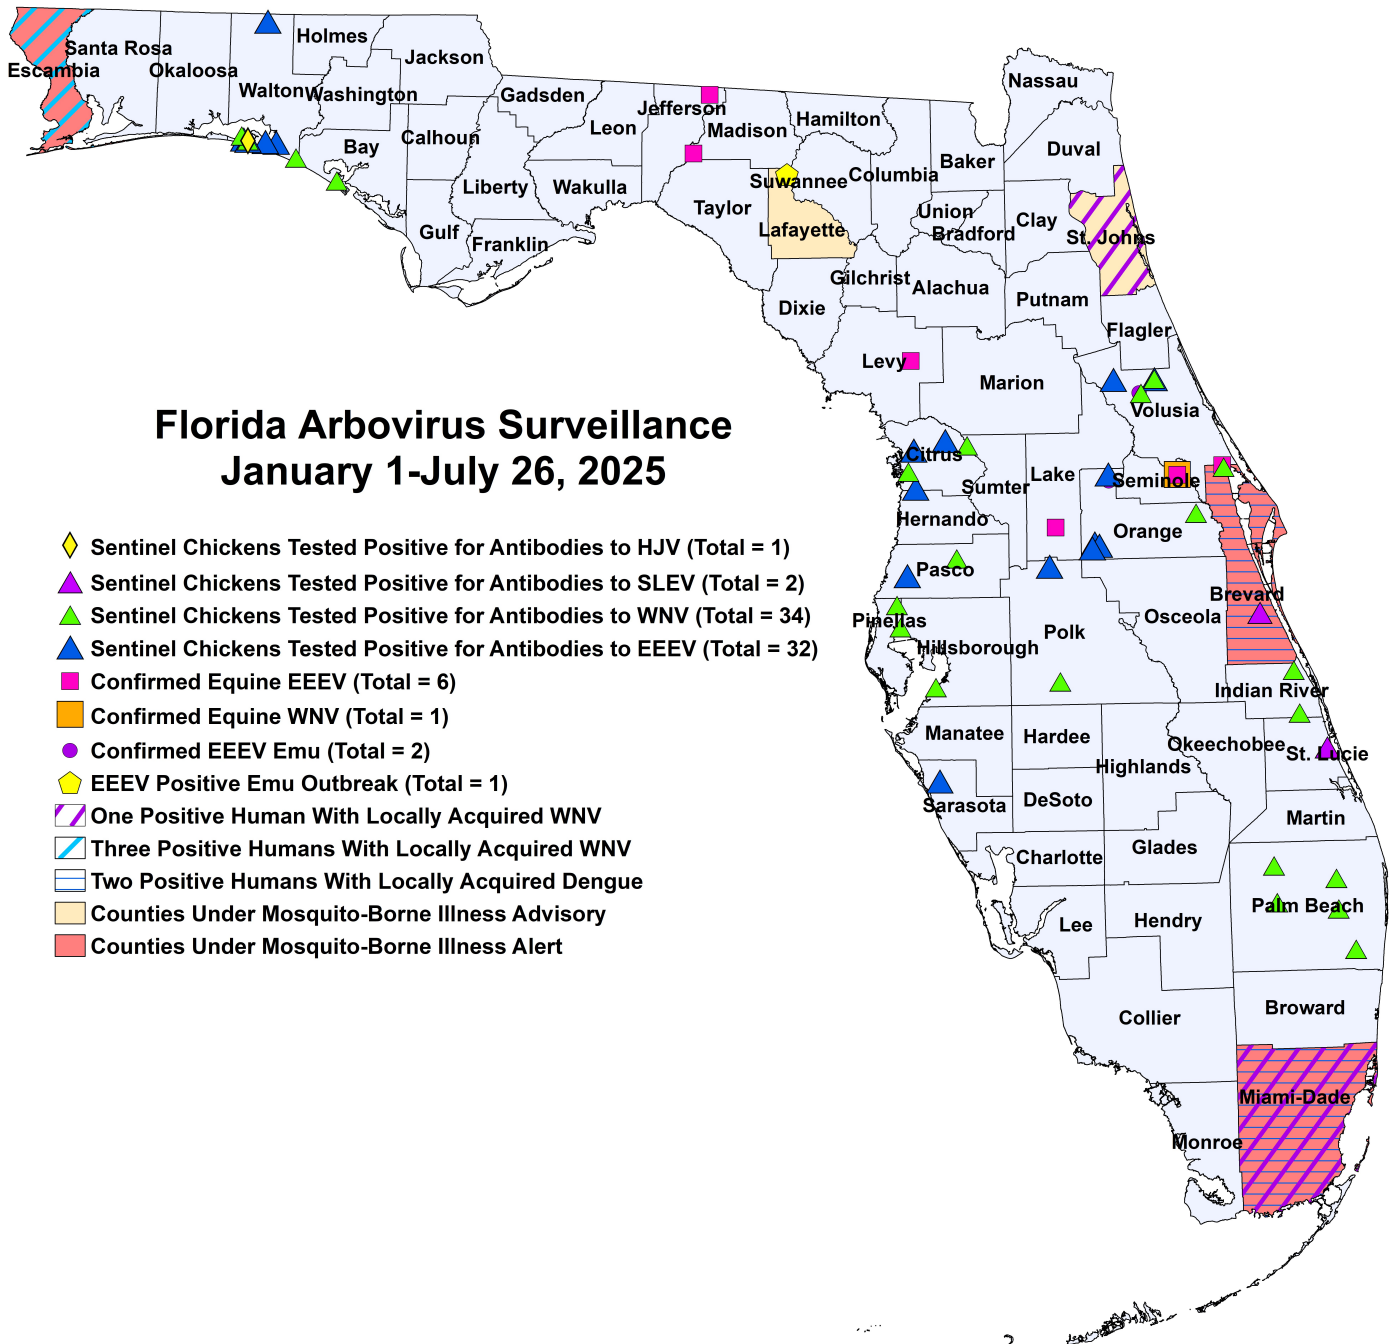 Florida Arbovirus Surveillance
January 1-July 26, 2025
Sentinel Chickens Tested Positive for Antibodies to HJV (Total = 1)
Sentinel Chickens Tested Positive for Antibodies to SLEV (Total = 2)
Sentinel Chickens Tested Positive for Antibodies to WNV (Total = 34)
Sentinel Chickens Tested Positive for Antibodies to EEEV (Total = 32)
Confirmed Equine EEEV (Total = 6)
Confirmed Equine WNV (Total = 1)
Confirmed EEEV Emu (Total = 2)
EEEV Positive Emu Outbreak (Total = 1)
One Positive Human With Locally Acquired WNV
Three Positive Humans With Locally Acquired WNV
Two Positive Humans With Locally Acquired Dengue
Counties Under Mosquito-Borne Illness Advisory
Counties Under Mosquito-Borne Illness Alert
Escambia
Santa Rosa
Okaloosa
Walton
Holmes
Washington
Jackson
Bay
Calhoun
Gulf
Liberty
Gadsden
Franklin
Leon
Wakulla
Jefferson
Madison
Taylor
Hamilton
Suwannee
Lafayette
Dixie
Columbia
Gilchrist
Baker
Union
Bradford
Alachua
Nassau
Duval
Clay
St. Johns
Putnam
Flagler
Levy
Marion
Volusia
Citrus
Sumter
Lake
Seminole
Hernando
Orange
Pasco
Brevard
Pinellas
Hillsborough
Polk
Osceola
Indian River
Manatee
Hardee
Highlands
Okeechobee
St. Lucie
Sarasota
DeSoto
Martin
Charlotte
Glades
Lee
Hendry
Palm Beach
Collier
Broward
Miami-Dade
Monroe